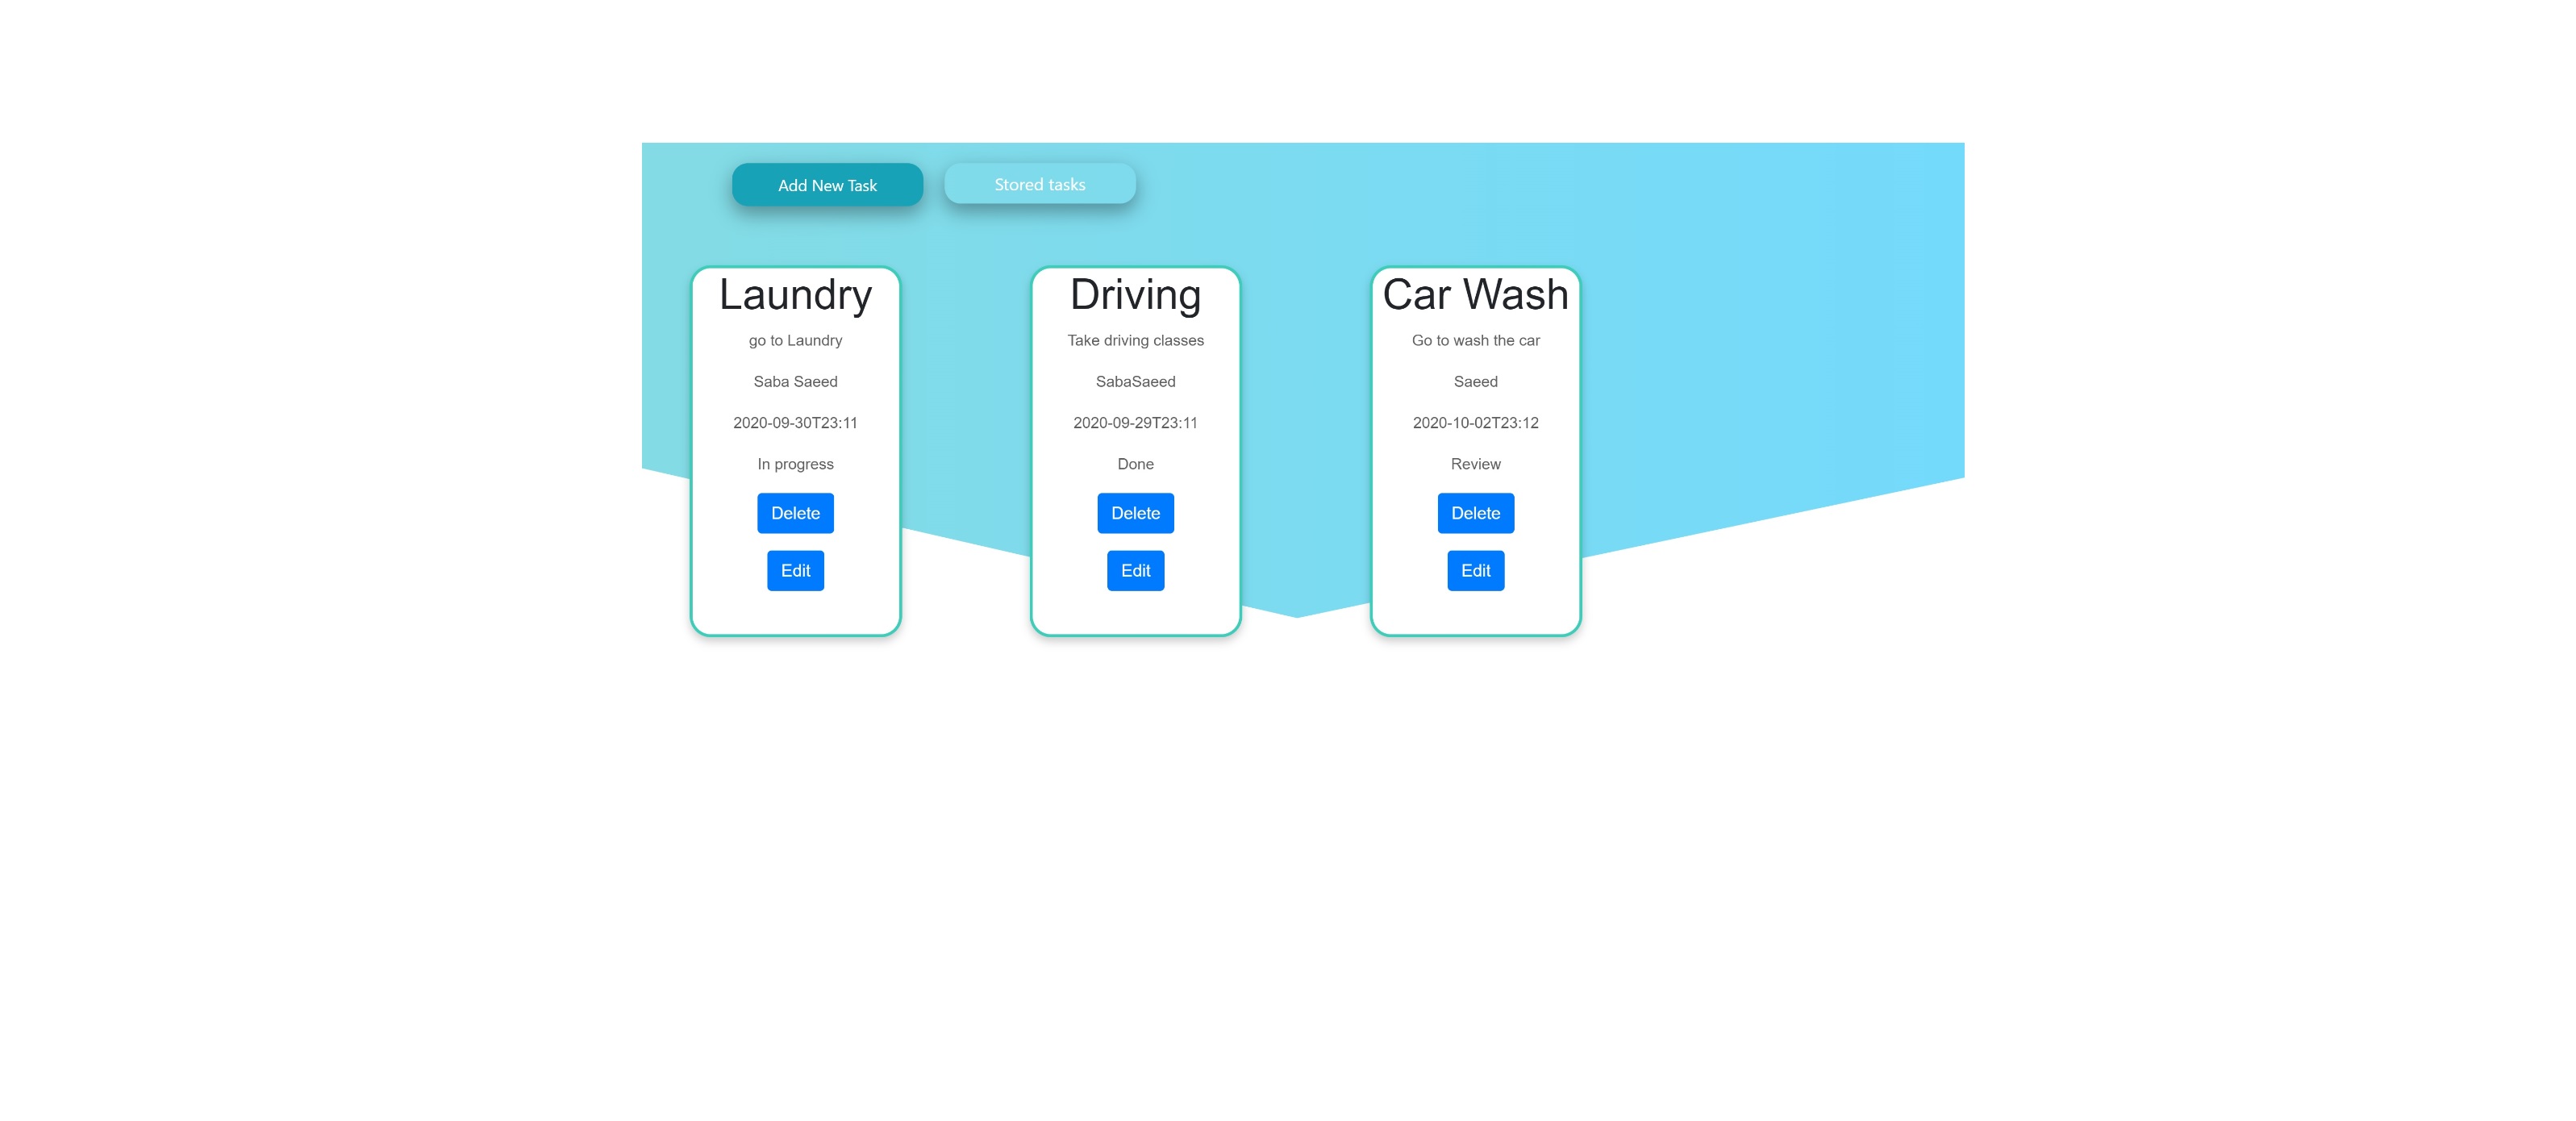 Add New Task
Stored tasks
Laundry
go to Laundry
Saba Saeed
2020-09-30T23:11
In progress
Delete
Edit
Driving
Take driving classes
SabaSaeed
2020-09-29T23:11
Done
Delete
Edit
Car Wash
Go to wash the car
Saeed
2020-10-02T23:12
Review
Delete
Edit